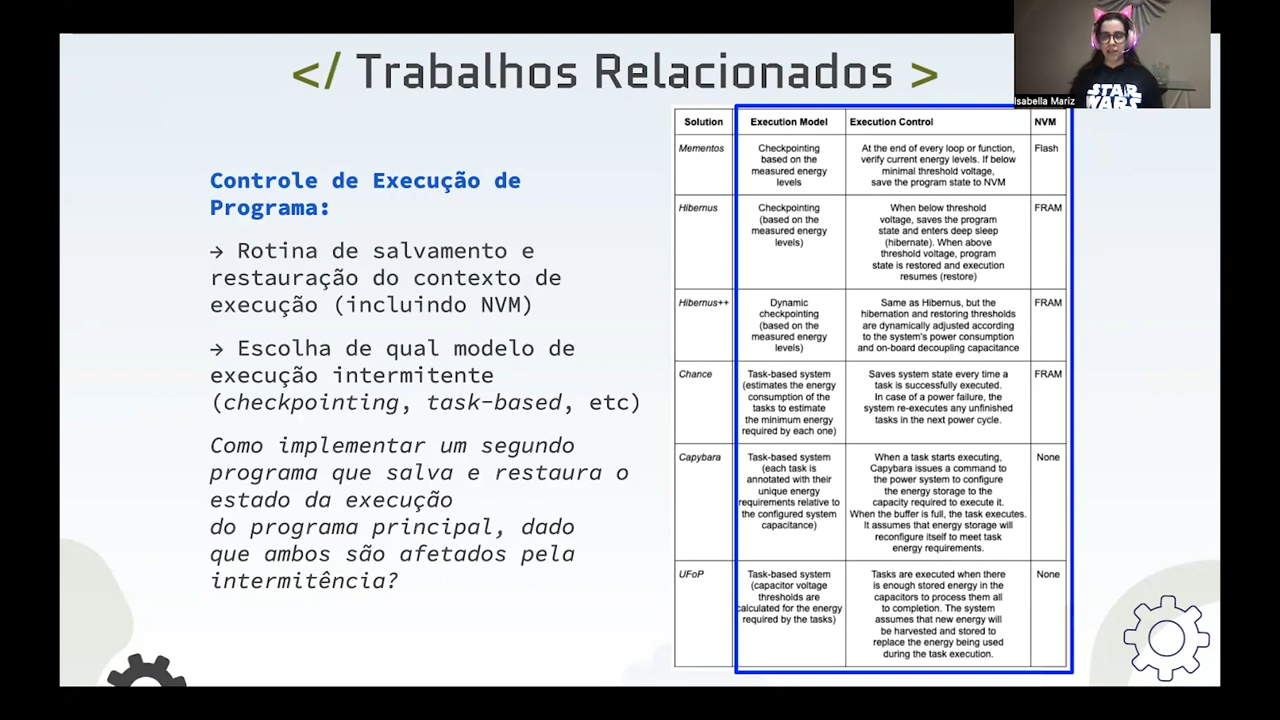 </ Trabalhos Relacionados >
Isabella Mariz
STAR
WARS
Controle de Execução de
Programa:
→ Rotina de salvamento e
restauração do contexto de
execução (incluindo NVM)
→ Escolha de qual modelo de
execução intermitente
(checkpointing, task-based, etc)
Como implementar um segundo
programa que salva e restaura o
estado da execução
do programa principal, dado
que ambos são afetados pela
intermitência?
Solution
Execution Model
Execution Control
NVM
Mementos
Checkpointing
based on the
measured energy
levels
At the end of every loop or function,
verify current energy levels. If below
minimal threshold voltage,
save the program state to NVM
Flash
Hibernus
Checkpointing
(based on the
measured energy
levels)
When below threshold
voltage, saves the program
state and enters deep sleep
(hibernate). When above
threshold voltage, program
state is restored and execution
resumes (restore)
FRAM
Hibernus++
Dynamic
checkpointing
(based on the
measured energy
levels)
Same as Hibernus, but the
hibernation and restoring thresholds
are dynamically adjusted according
to the system's power consumption
and on-board decoupling capacitance
FRAM
Chance
Task-based system
(estimates the energy
consumption of the
tasks to estimate
the minimum energy
required by each one)
Saves system state every time a
task is successfully executed.
In case of a power failure, the
system re-executes any unfinished
tasks in the next power cycle.
FRAM
Capybara
Task-based system
(each task is
annotated with their
unique energy
requirements relative to
the configured system
capacitance)
When a task starts executing,
Capybara issues a command to
the power system to configure
the energy storage to the
capacity required to execute it.
When the buffer is full, the task executes.
It assumes that energy storage will
reconfigure itself to meet task
energy requirements.
None
UFoP
Task-based system
(capacitor voltage
thresholds are
calculated for the energy
required by the tasks)
Tasks are executed when there
is enough stored energy in the
capacitors to process them all
to completion. The system
assumes that new energy will
be harvested and stored to
replace the energy being used
during the task execution.
None